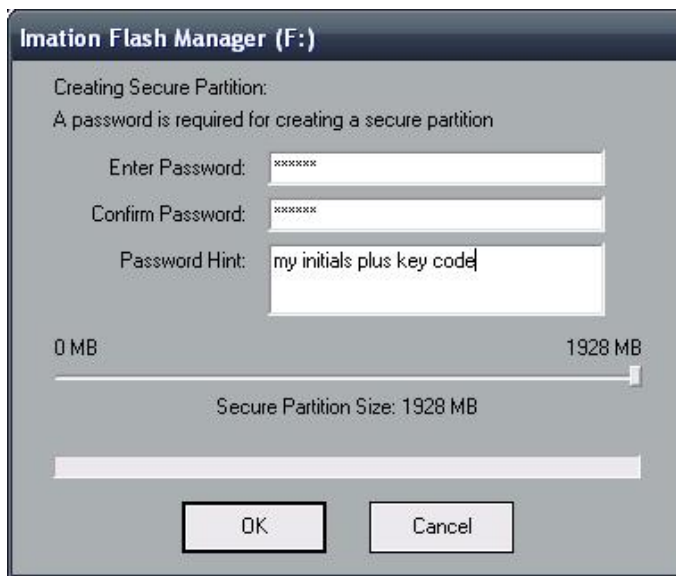 Imation Flash Manager (F:)
Creating Secure Partition:
A password is required for creating a secure partition
Enter Password: ******
Confirm Password: ******
Password Hint: my initials plus key code
0 MB 1928 MB
Secure Partition Size: 1928 MB
OK Cancel